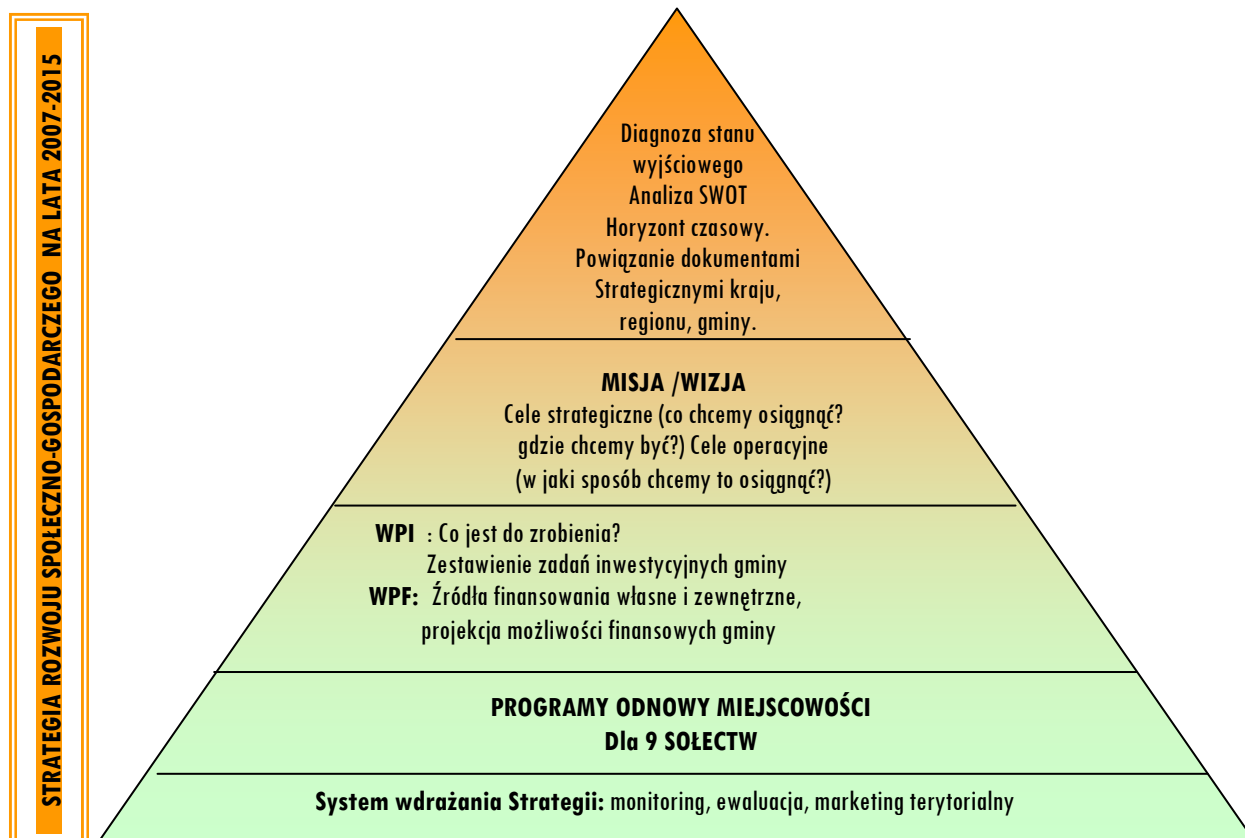 STRATEGIA ROZWOJU SPOŁECZNO-GOSPODARCZEGO NA LATA 2007-2015
Diagnoza stanu
wyjściowego
Analiza SWOT
Horyzont czasowy.
Powiązanie dokumentami
Strategicznymi kraju,
regionu, gminy.
MISJA /WIZJA
Cele strategiczne (co chcemy osiągnąć?
gdzie chcemy być?) Cele operacyjne
(w jaki sposób chcemy to osiągnąć?)
WPI : Co jest do zrobienia?
Zestawienie zadań inwestycyjnych gminy
WPF: Źródła finansowania własne i zewnętrzne,
projekcja możliwości finansowych gminy
PROGRAMY ODNOWY MIEJSCOWOŚCI
Dla 9 SOŁECTW
System wdrażania Strategii: monitoring, ewaluacja, marketing terytorialny